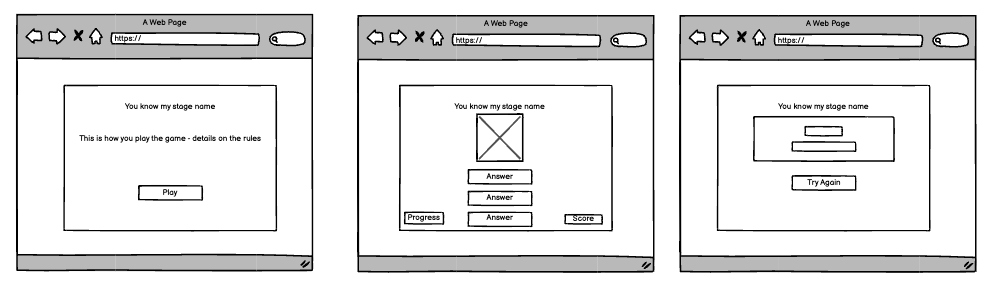 A Web Page
https://
You know my stage name
This is how you play the game - details on the rules
Play
A Web Page
https://
You know my stage name
Answer
Answer
Progress
Answer
Score
A Web Page
https://
You know my stage name
Try Again